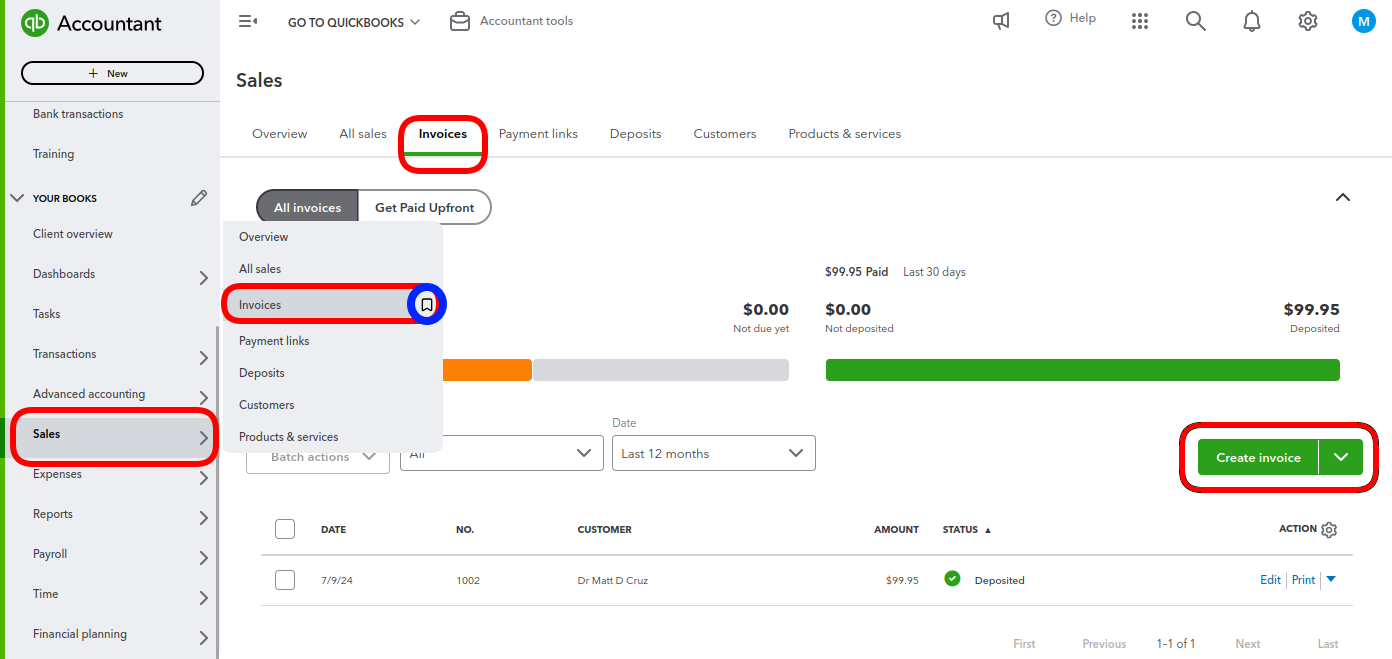 qb Accountant
GO TO QUICKBOOKS Accountant tools Help M
+ New
Bank transactions
Training
YOUR BOOKS
Client overview
Dashboards
Tasks
Transactions
Advanced accounting
Sales
Expenses
Reports
Payroll
Time
Financial planning
Sales
Overview All sales Invoices Payment links Deposits Customers Products & services
All invoices Get Paid Upfront
Overview
All sales
Invoices
Payment links
Deposits
Customers
Products & services
$99.95 Paid Last 30 days
$0.00 $0.00 $99.95
Not due yet Not deposited Deposited
Date
Batch actions All Last 12 months Create invoice
DATE NO. CUSTOMER AMOUNT STATUS ▲ ACTION
7/9/24 1002 Dr Matt D Cruz $99.95 Deposited Edit Print
First Previous 1-1 of 1 Next Last